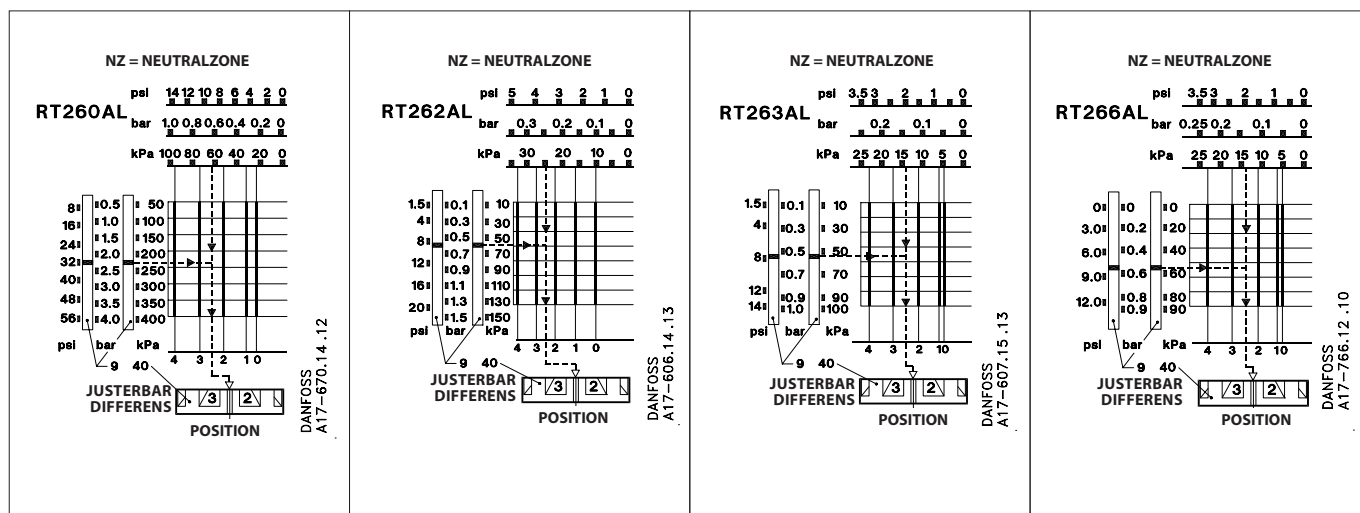 NZ = NEUTRALZONE
RT260AL
psi 14 12 10 8 6 4 2 0
bar 1.0 0.8 0.6 0.4 0.2 0
kPa 100 80 60 40 20 0
8 0.5 50
16 1.0 100
24 1.5 150
32 2.0 200
2.5 250
40 3.0 300
48 3.5 350
56 4.0 400
psi bar kPa
4 3 2 1 0
9 40
JUSTERBAR
DIFFERENS
3 2
POSITION
DANFOSS
A17-670.14.12
NZ = NEUTRALZONE
RT262AL
psi 5 4 3 2 1 0
bar 0.3 0.2 0.1 0
kPa 30 20 10 0
1.5 0.1 10
4 0.3 30
8 0.5 50
0.7 70
12 0.9 90
16 1.1 110
20 1.3 130
1.5 150
psi bar kPa
4 3 2 1 0
9 40
JUSTERBAR
DIFFERENS
3 2
POSITION
DANFOSS
A17-606.14.13
NZ = NEUTRALZONE
RT263AL
psi 3.5 3 2 1 0
bar 0.2 0.1 0
kPa 25 20 15 10 5 0
1.5 0.1 10
4 0.3 30
8 0.5 50
0.7 70
12 0.9 90
14 1.0 100
psi bar kPa
4 3 2 1 0
9 40
JUSTERBAR
DIFFERENS
3 2
POSITION
DANFOSS
A17-607.15.13
NZ = NEUTRALZONE
RT266AL
psi 3.5 3 2 1 0
bar 0.25 0.2 0.1 0
kPa 25 20 15 10 5 0
0 0 0
3.0 0.2 20
6.0 0.4 40
9.0 0.6 60
12.0 0.8 80
0.9 90
psi bar kPa
4 3 2 1 0
9 40
JUSTERBAR
DIFFERENS
3 2
POSITION
DANFOSS
A17-766.12.10